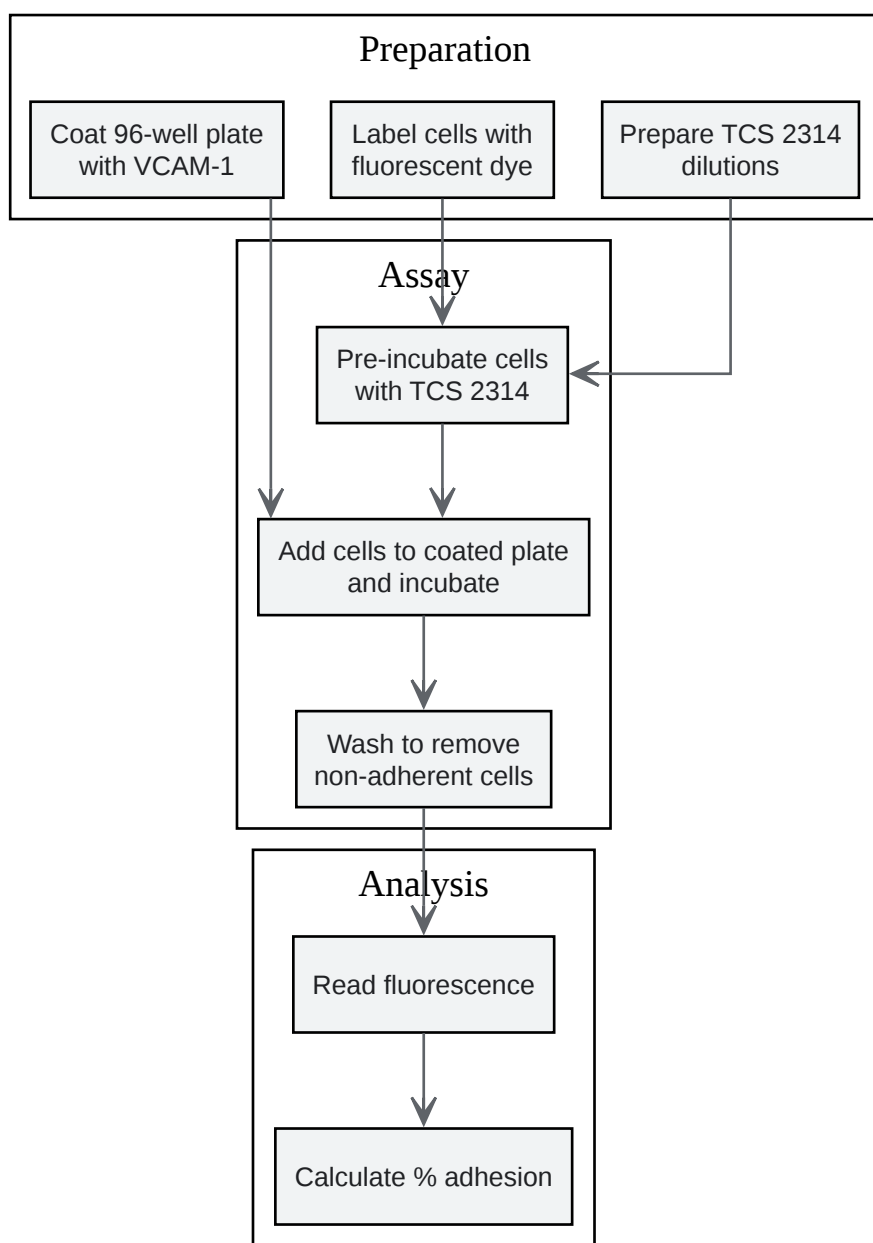 Preparation
Coat 96-well plate
with VCAM-1
Label cells with
fluorescent dye
Prepare TCS 2314
dilutions
Assay
Pre-incubate cells
with TCS 2314
Add cells to coated plate
and incubate
Wash to remove
non-adherent cells
Analysis
Read fluorescence
Calculate % adhesion